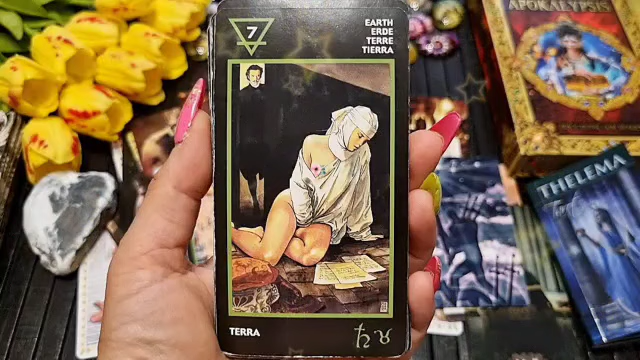 7
EARTH
ERDE
TERRE
TIERRA
TERRA
♄ ♉
APOKALYPSIS
THELEMA